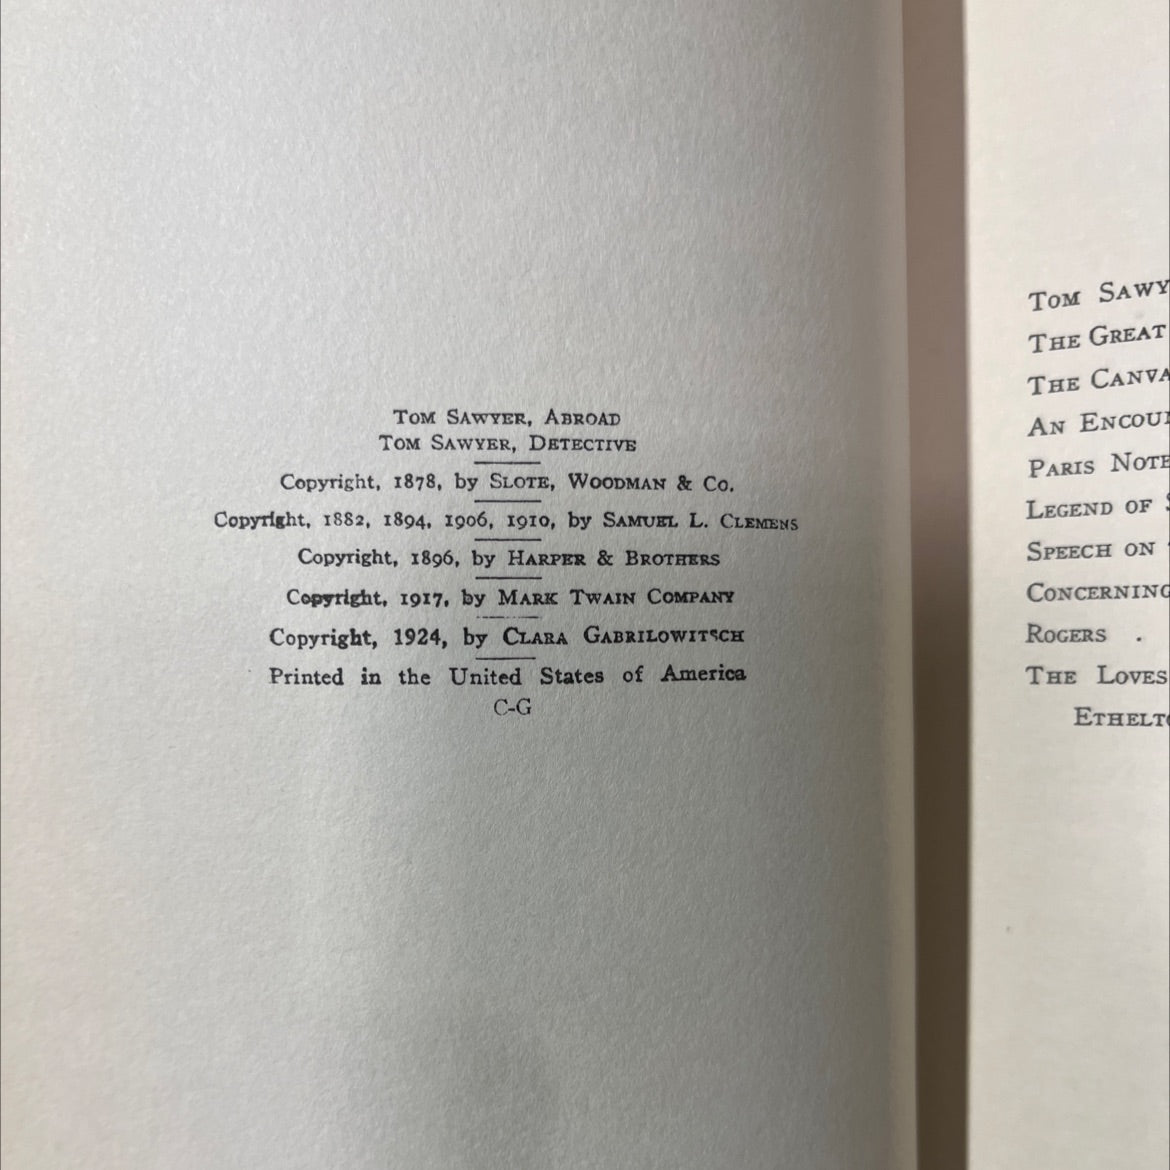 TOM SAWYER, ABROAD
TOM SAWYER, DETECTIVE
Copyright, 1878, by SLOTE, WOODMAN & Co.
Copyright, 1882, 1894, 1906, 1910, by SAMUEL L. CLEMENS
Copyright, 1896, by HARPER & BROTHERS
Copyright, 1917, by MARK TWAIN COMPANY
Copyright, 1924, by CLARA GABRILOWITSCH
Printed in the United States of America
C-G
TOM SAWY
THE GREAT
THE CANVA
AN ENCOU
PARIS NOTE
LEGEND OF
SPEECH ON
CONCERNING
ROGERS .
THE LOVES
ETHELT